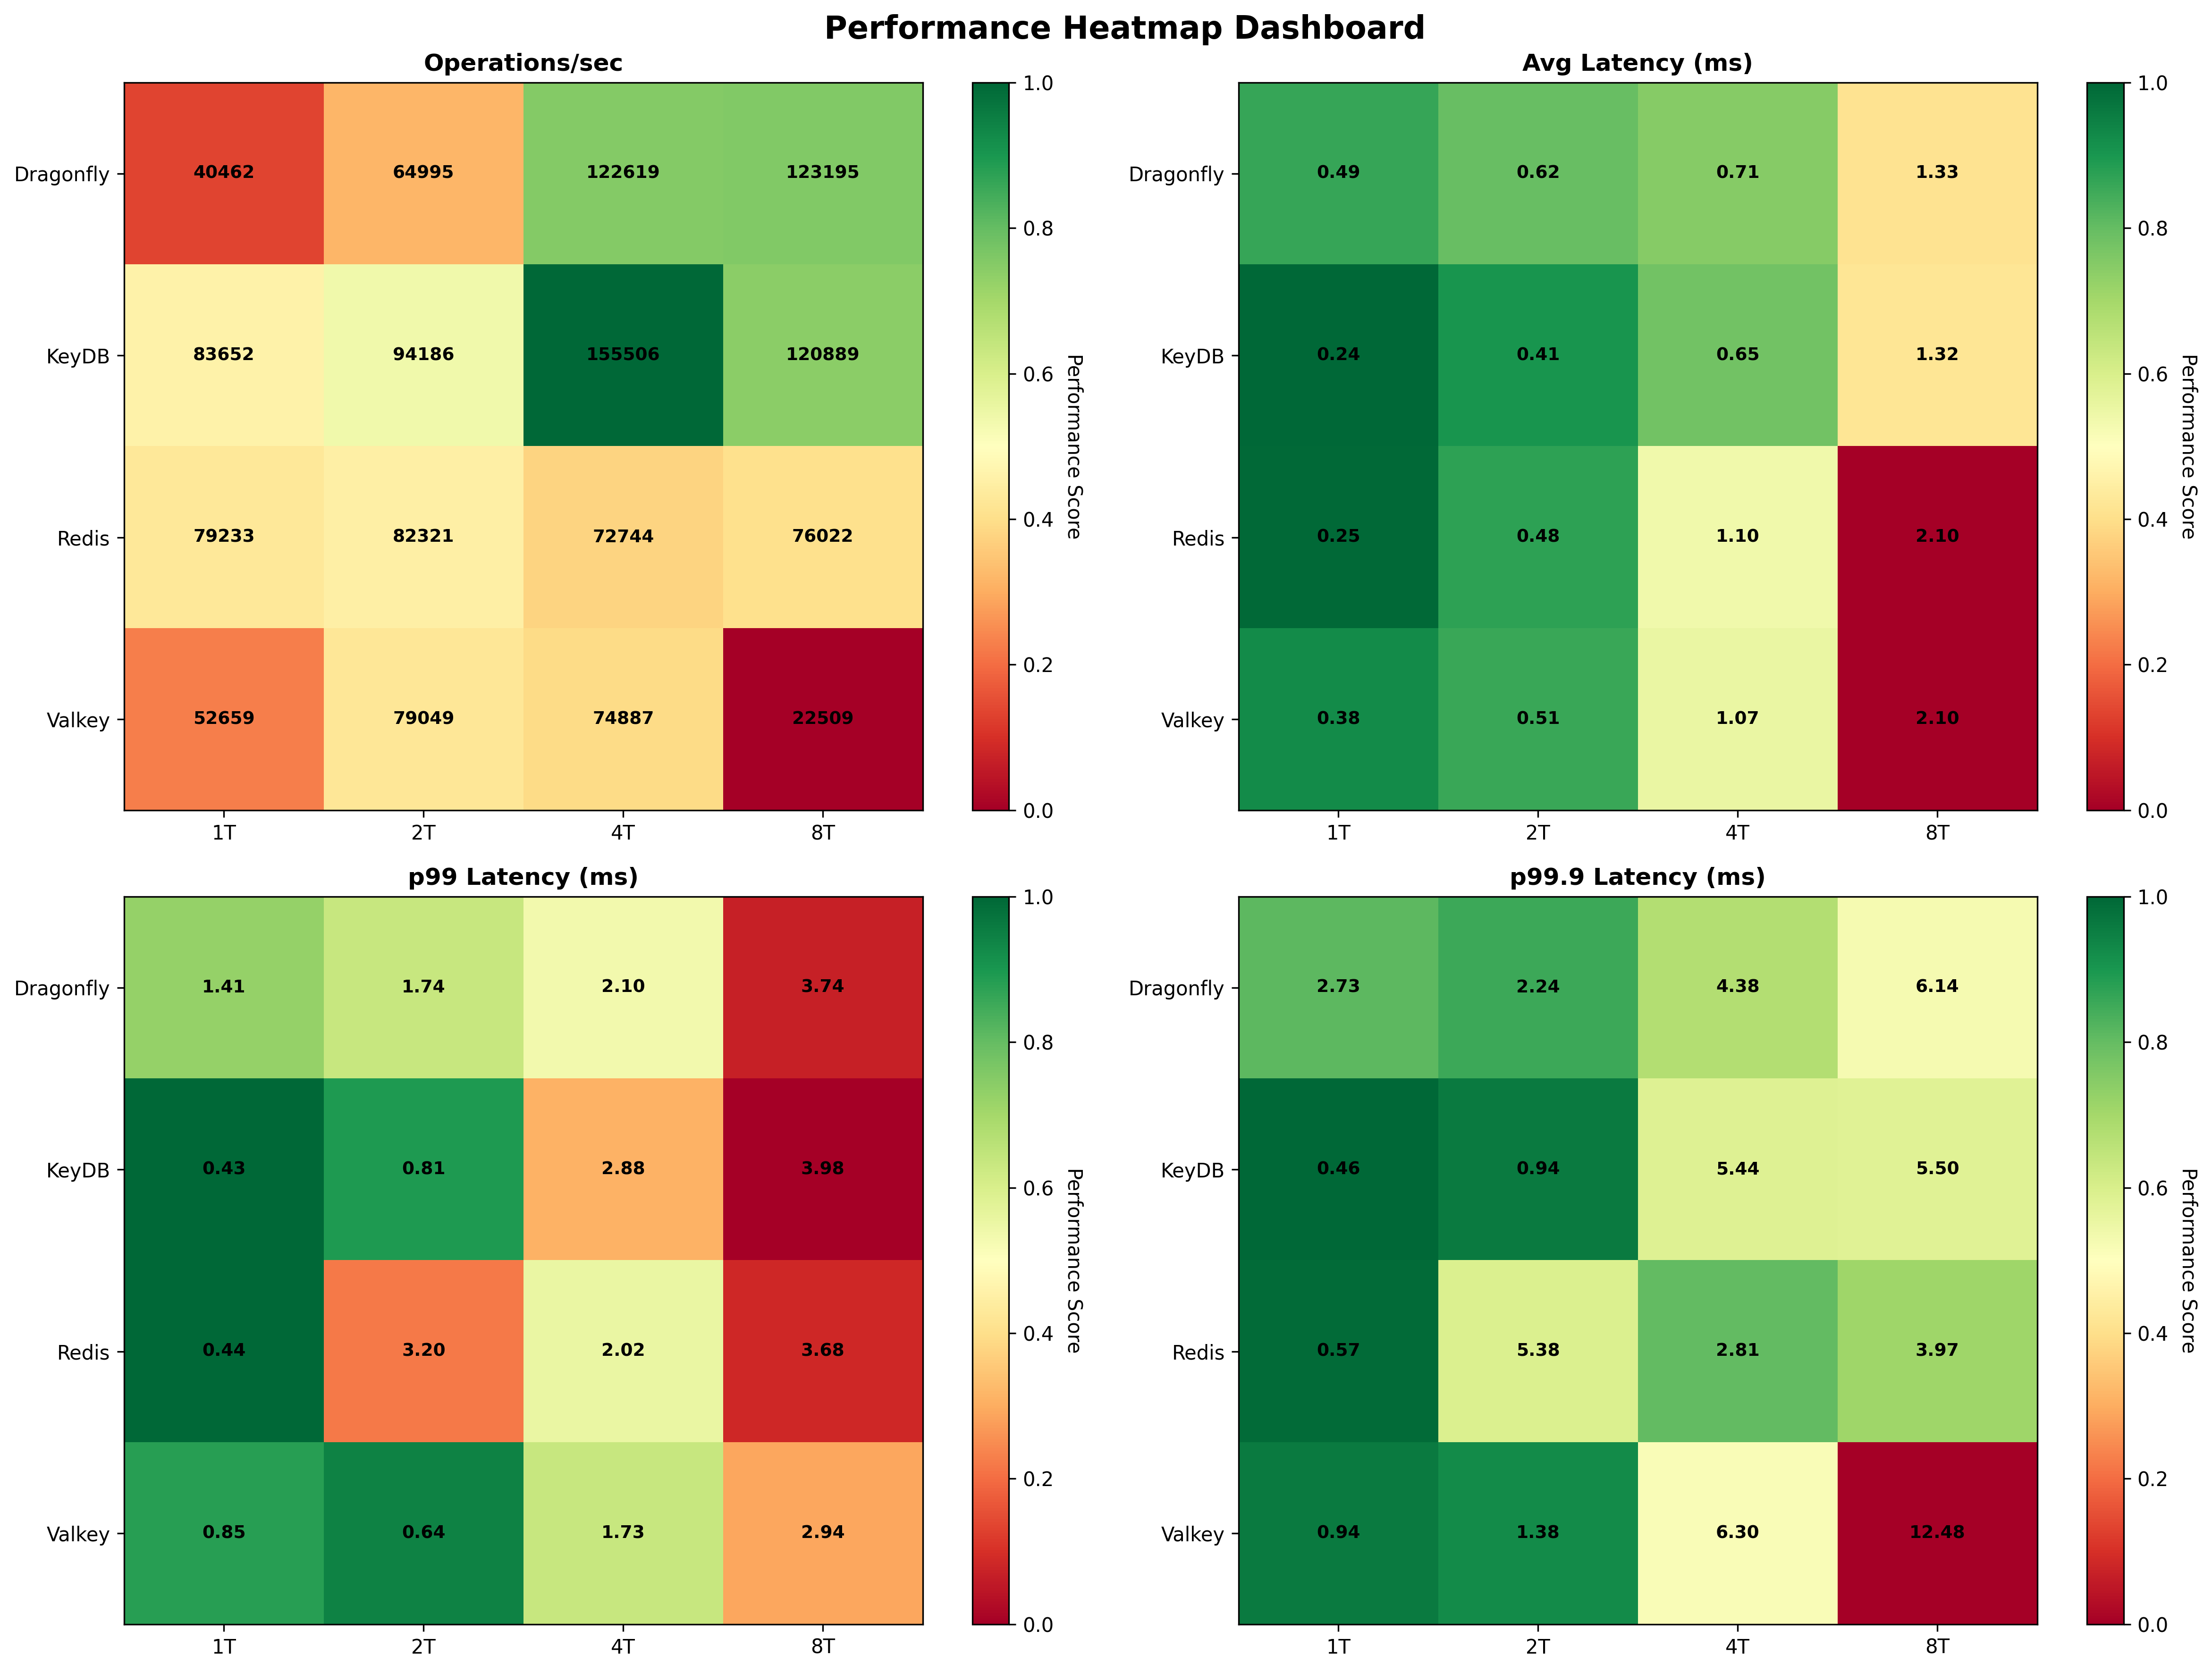 Performance Heatmap Dashboard
Operations/sec
Dragonfly 40462 64995 122619 123195
KeyDB 83652 94186 155506 120889
Redis 79233 82321 72744 76022
Valkey 52659 79049 74887 22509
1T 2T 4T 8T
1.0
0.8
0.6
0.4
0.2
0.0
Performance Score
Avg Latency (ms)
Dragonfly 0.49 0.62 0.71 1.33
KeyDB 0.24 0.41 0.65 1.32
Redis 0.25 0.48 1.10 2.10
Valkey 0.38 0.51 1.07 2.10
1T 2T 4T 8T
1.0
0.8
0.6
0.4
0.2
0.0
Performance Score
p99 Latency (ms)
Dragonfly 1.41 1.74 2.10 3.74
KeyDB 0.43 0.81 2.88 3.98
Redis 0.44 3.20 2.02 3.68
Valkey 0.85 0.64 1.73 2.94
1T 2T 4T 8T
1.0
0.8
0.6
0.4
0.2
0.0
Performance Score
p99.9 Latency (ms)
Dragonfly 2.73 2.24 4.38 6.14
KeyDB 0.46 0.94 5.44 5.50
Redis 0.57 5.38 2.81 3.97
Valkey 0.94 1.38 6.30 12.48
1T 2T 4T 8T
1.0
0.8
0.6
0.4
0.2
0.0
Performance Score